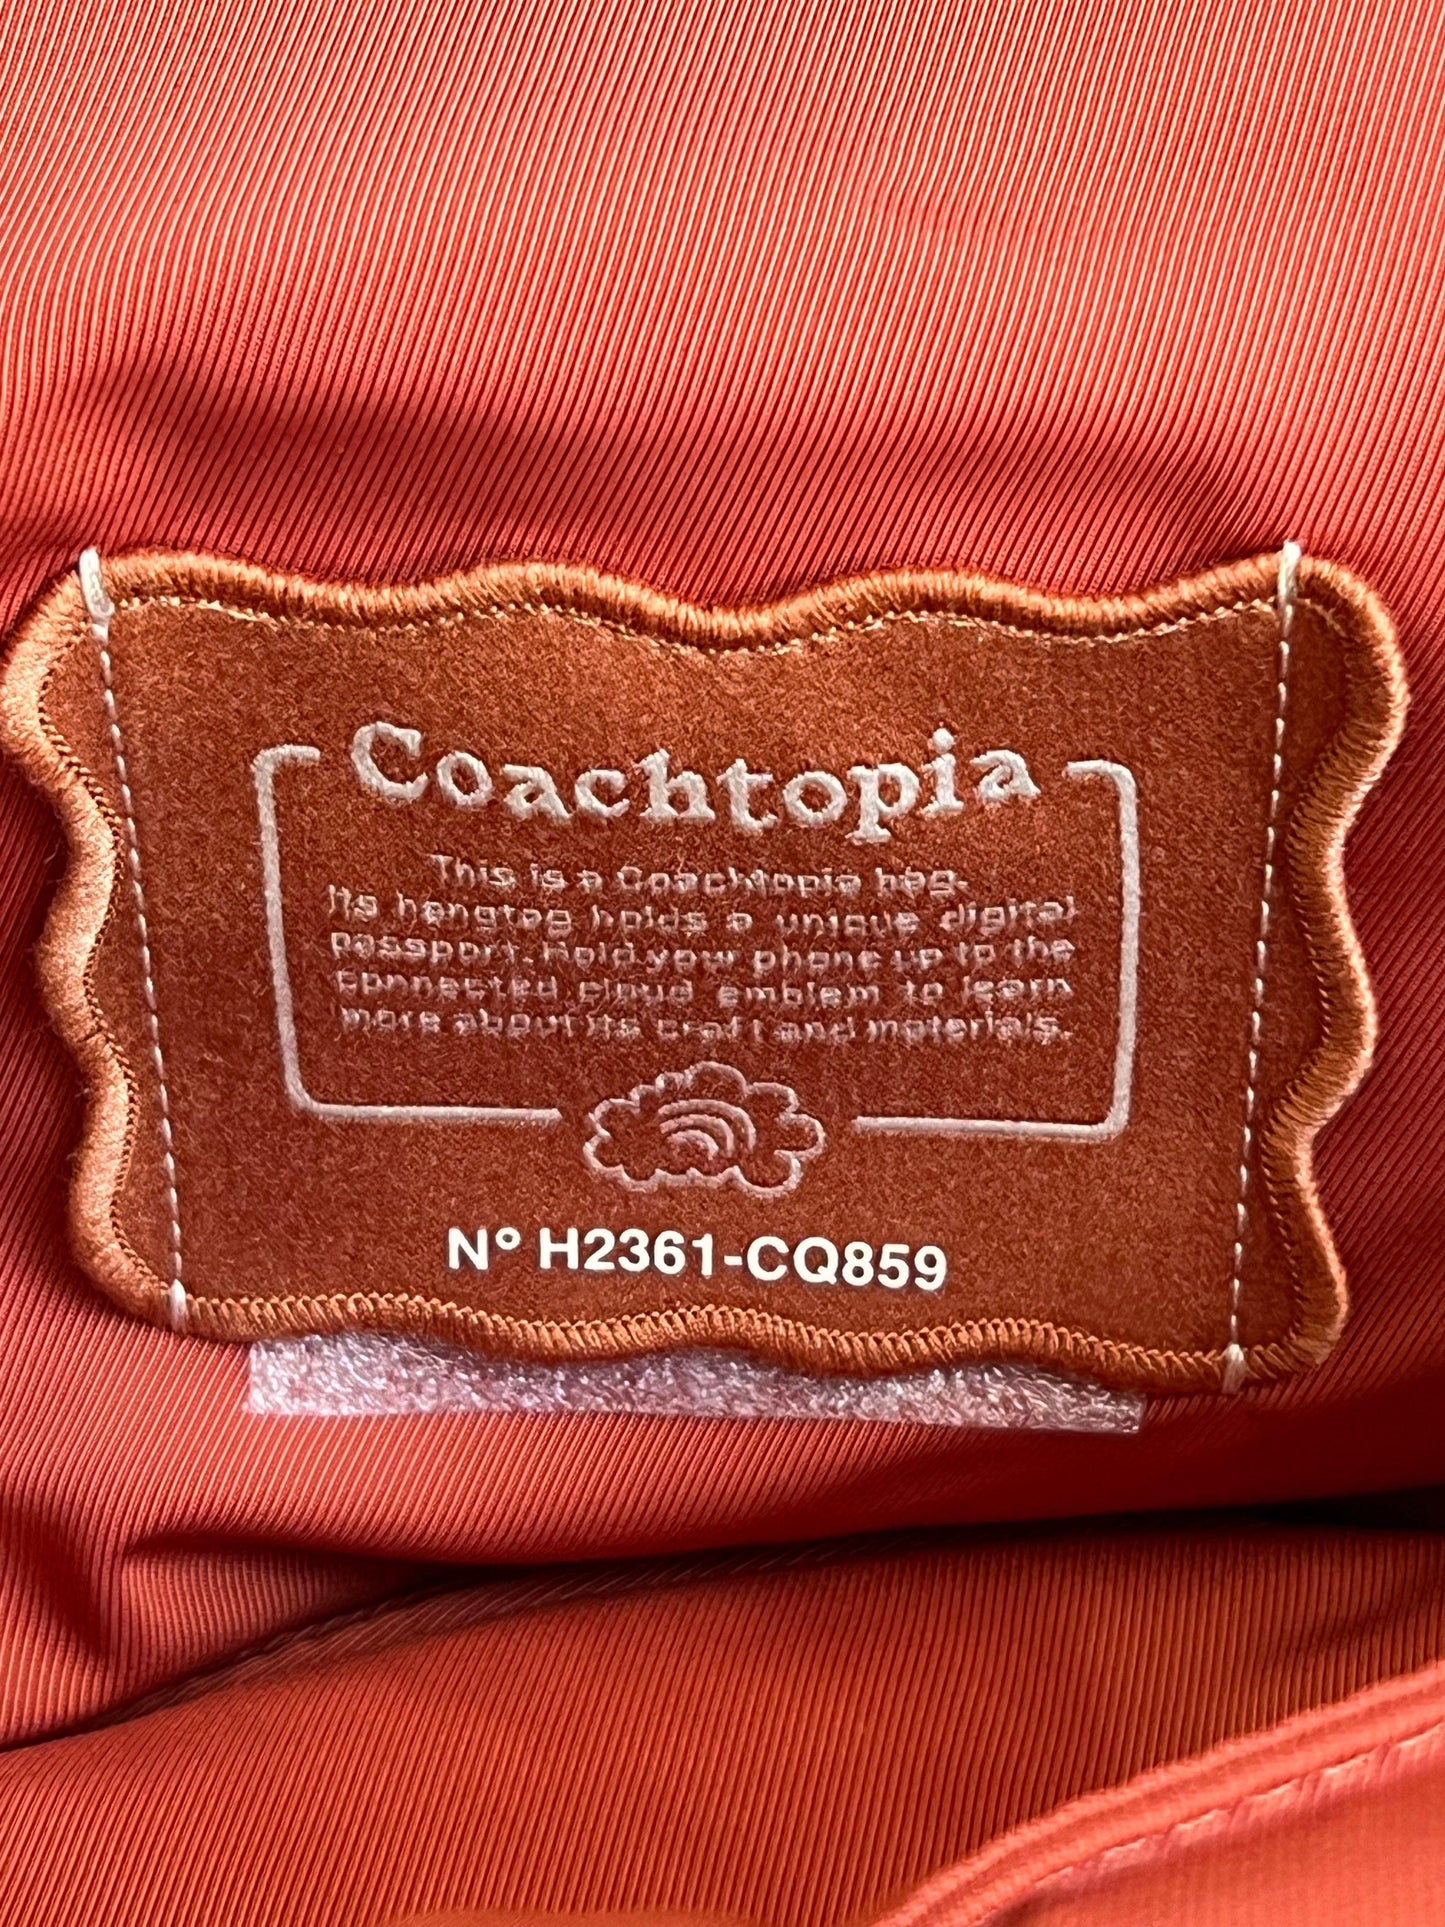 Coachtopia
This is a Coachtopia bag.
Its hangtag holds a unique digital
passport. Hold your phone up to the
connected cloud emblem to learn
more about its craft and materials.
Nº H2361-CQ859